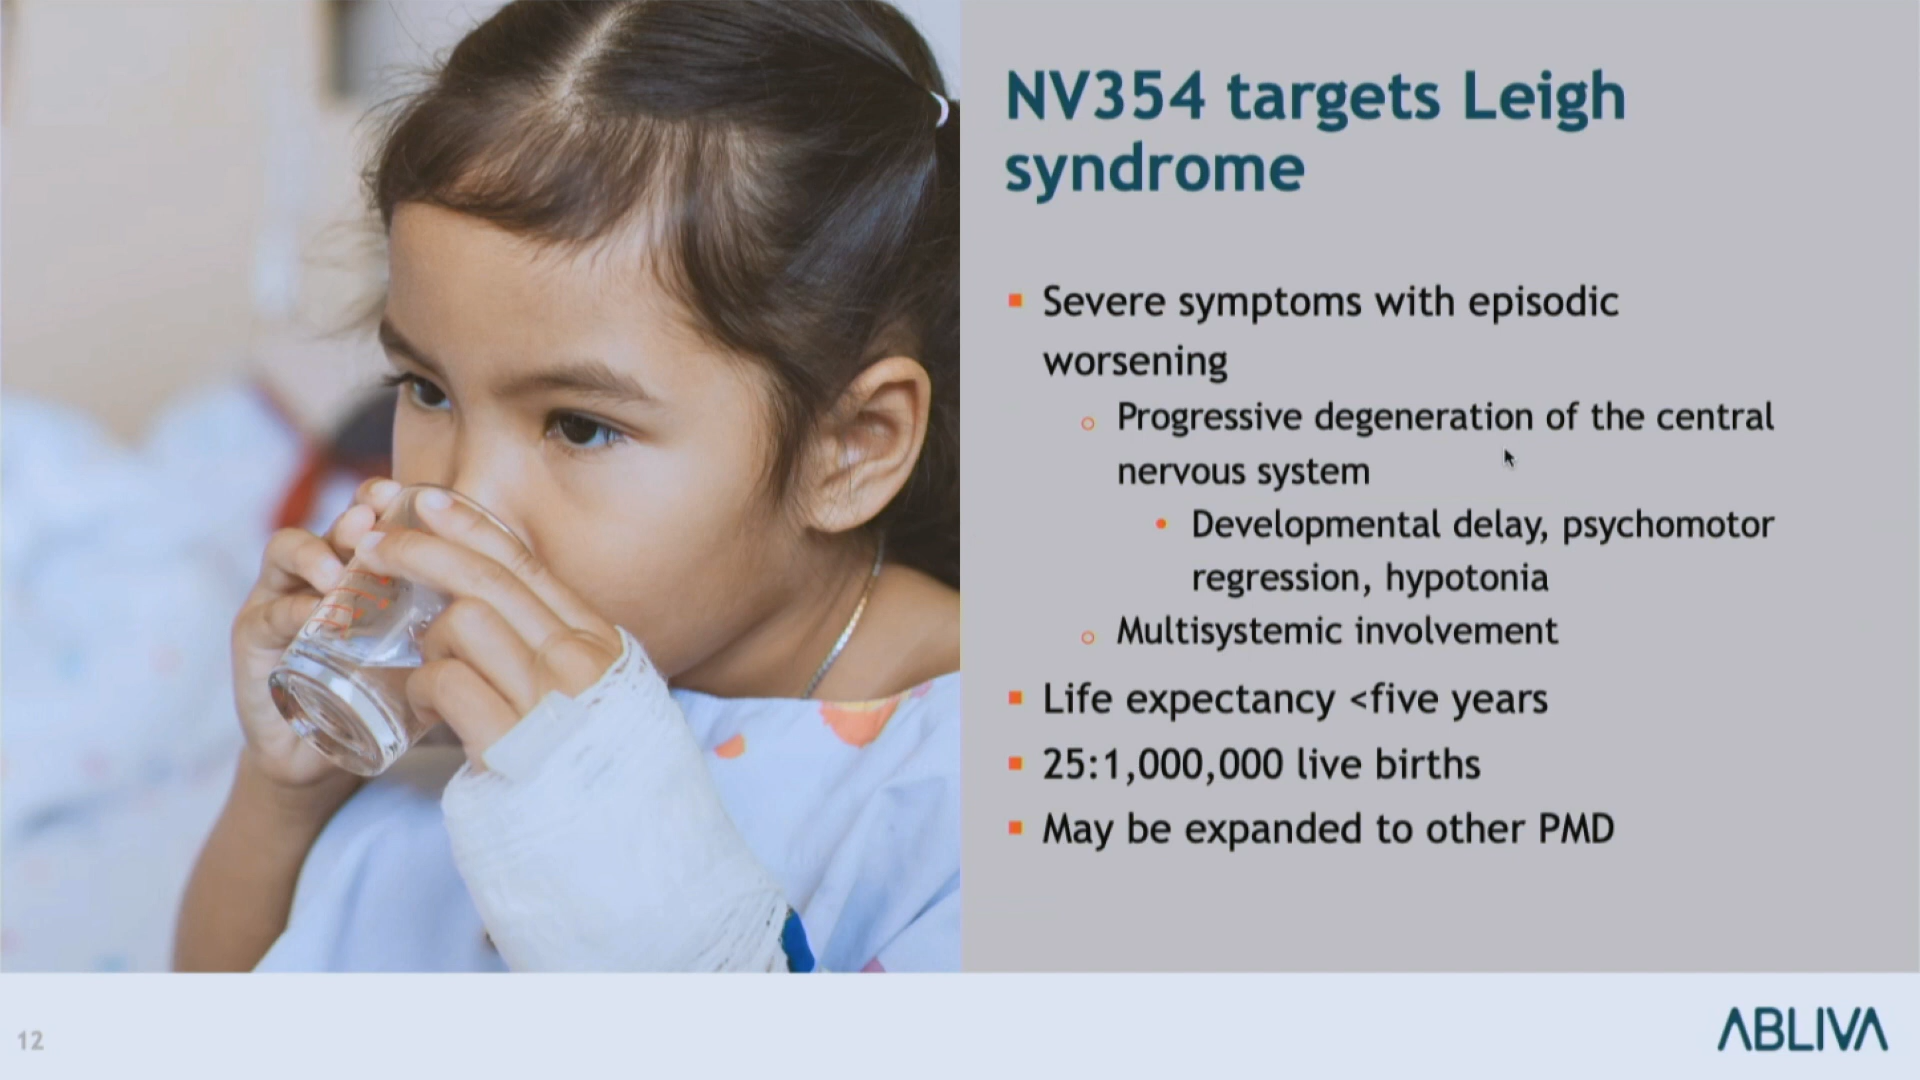 NV354 targets Leigh
syndrome
Severe symptoms with episodic
worsening
Progressive degeneration of the central
nervous system
Developmental delay, psychomotor
regression, hypotonia
Multisystemic involvement
Life expectancy <five years
25:1,000,000 live births
May be expanded to other PMD
12
ABLIVA